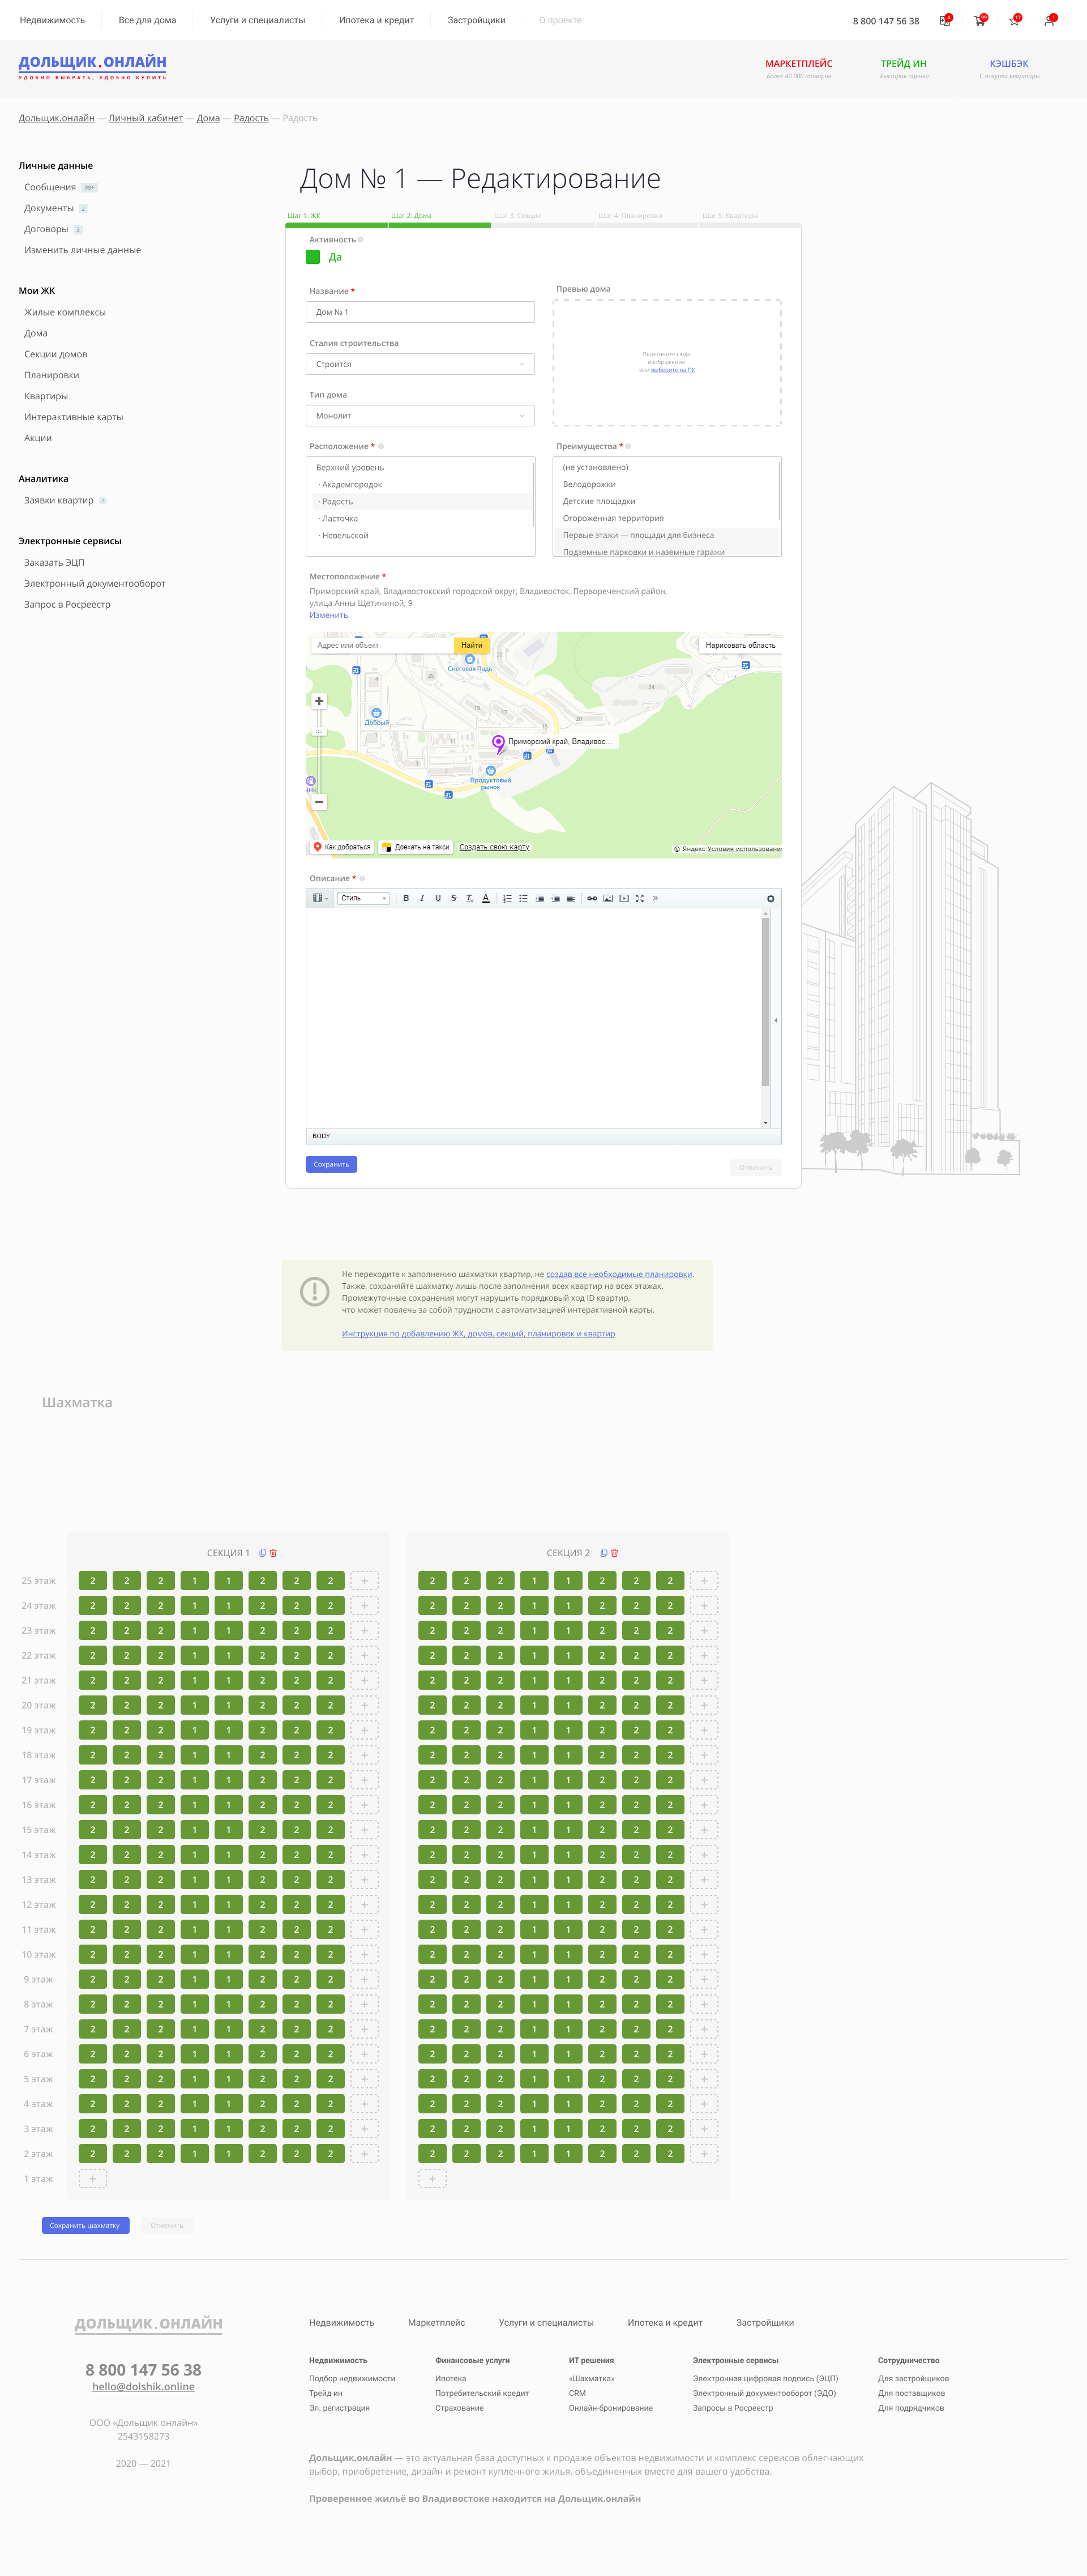 Недвижимость Все для дома Услуги и специалисты Ипотека и кредит Застройщики О проекте 8 800 147 56 38
ДОЛЬЩИК.ОНЛАЙН
УДОБНО ВЫБРАТЬ, УДОБНО КУПИТЬ
МАРКЕТПЛЕЙС ТРЕЙД ИН КЭШБЭК
Более 40 000 товаров Быстрая оценка С покупки квартиры
Дольщик.онлайн — Личный кабинет — Дома — Радость — Радость
Личные данные
Сообщения 99+
Документы 2
Договоры 3
Изменить личные данные
Мои ЖК
Жилые комплексы
Дома
Секции домов
Планировки
Квартиры
Интерактивные карты
Акции
Аналитика
Заявки квартир
Электронные сервисы
Заказать ЭЦП
Электронный документооборот
Запрос в Росреестр
Дом № 1 — Редактирование
Шаг 1: ЖК Шаг 2: Дома Шаг 3: Секции Шаг 4: Планировки Шаг 5: Квартиры
Активность
Да
Название *
Дом № 1
Превью дома
Перетяните сюда
изображение
или выберите на ПК
Сталия строительства
Строится
Тип дома
Монолит
Расположение *
Верхний уровень
· Академгородок
· Радость
· Ласточка
· Невельской
Преимущества *
(не установлено)
Велодорожки
Детские площадки
Огороженная территория
Первые этажи — площади для бизнеса
Подземные парковки и наземные гаражи
Местоположение *
Приморский край, Владивостокский городской округ, Владивосток, Первореченский район,
улица Анны Щетининой, 9
Изменить
Адрес или объект Найти Нарисовать область
Снеговая Падь
Добрый
Приморский край, Владивос...
Продуктовый
рынок
Как добраться Доехать на такси Создать свою карту © Яндекс Условия использования
Описание *
Стиль B I U S Tx A
BODY
Сохранить Отменить
Не переходите к заполнению шахматки квартир, не создав все необходимые планировки.
Также, сохраняйте шахматку лишь после заполнения всех квартир на всех этажах.
Промежуточные сохранения могут нарушить порядковый ход ID квартир,
что может повлечь за собой трудности с автоматизацией интерактивной карты.
Инструкция по добавлению ЖК, домов, секций, планировок и квартир
Шахматка
СЕКЦИЯ 1 СЕКЦИЯ 2
25 этаж 2 2 2 1 1 2 2 2 + 2 2 2 1 1 2 2 2 +
24 этаж 2 2 2 1 1 2 2 2 + 2 2 2 1 1 2 2 2 +
23 этаж 2 2 2 1 1 2 2 2 + 2 2 2 1 1 2 2 2 +
22 этаж 2 2 2 1 1 2 2 2 + 2 2 2 1 1 2 2 2 +
21 этаж 2 2 2 1 1 2 2 2 + 2 2 2 1 1 2 2 2 +
20 этаж 2 2 2 1 1 2 2 2 + 2 2 2 1 1 2 2 2 +
19 этаж 2 2 2 1 1 2 2 2 + 2 2 2 1 1 2 2 2 +
18 этаж 2 2 2 1 1 2 2 2 + 2 2 2 1 1 2 2 2 +
17 этаж 2 2 2 1 1 2 2 2 + 2 2 2 1 1 2 2 2 +
16 этаж 2 2 2 1 1 2 2 2 + 2 2 2 1 1 2 2 2 +
15 этаж 2 2 2 1 1 2 2 2 + 2 2 2 1 1 2 2 2 +
14 этаж 2 2 2 1 1 2 2 2 + 2 2 2 1 1 2 2 2 +
13 этаж 2 2 2 1 1 2 2 2 + 2 2 2 1 1 2 2 2 +
12 этаж 2 2 2 1 1 2 2 2 + 2 2 2 1 1 2 2 2 +
11 этаж 2 2 2 1 1 2 2 2 + 2 2 2 1 1 2 2 2 +
10 этаж 2 2 2 1 1 2 2 2 + 2 2 2 1 1 2 2 2 +
9 этаж 2 2 2 1 1 2 2 2 + 2 2 2 1 1 2 2 2 +
8 этаж 2 2 2 1 1 2 2 2 + 2 2 2 1 1 2 2 2 +
7 этаж 2 2 2 1 1 2 2 2 + 2 2 2 1 1 2 2 2 +
6 этаж 2 2 2 1 1 2 2 2 + 2 2 2 1 1 2 2 2 +
5 этаж 2 2 2 1 1 2 2 2 + 2 2 2 1 1 2 2 2 +
4 этаж 2 2 2 1 1 2 2 2 + 2 2 2 1 1 2 2 2 +
3 этаж 2 2 2 1 1 2 2 2 + 2 2 2 1 1 2 2 2 +
2 этаж 2 2 2 1 1 2 2 2 + 2 2 2 1 1 2 2 2 +
1 этаж + +
Сохранить шахматку Отменить
ДОЛЬЩИК.ОНЛАЙН
8 800 147 56 38
hello@dolshik.online
ООО «Дольщик онлайн»
2543158273
2020 — 2021
Недвижимость Маркетплейс Услуги и специалисты Ипотека и кредит Застройщики
Недвижимость Финансовые услуги ИТ решения Электронные сервисы Сотрудничество
Подбор недвижимости Ипотека «Шахматка» Электронная цифровая подпись (ЭЦП) Для застройщиков
Трейд ин Потребительский кредит CRM Электронный документооборот (ЭДО) Для поставщиков
Эл. регистрация Страхование Онлайн-бронирование Запросы в Росреестр Для подрядчиков
Дольщик.онлайн — это актуальная база доступных к продаже объектов недвижимости и комплекс сервисов облегчающих
выбор, приобретение, дизайн и ремонт купленного жилья, объединенных вместе для вашего удобства.
Проверенное жильё во Владивостоке находится на Дольщик.онлайн